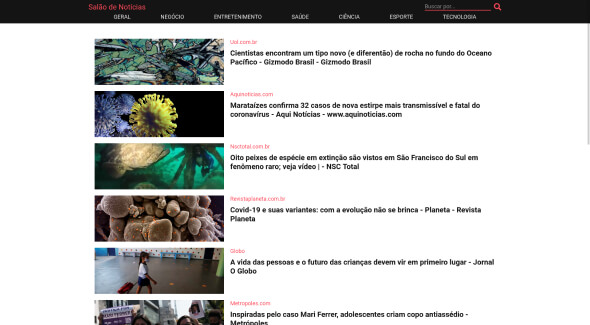 Salão de Notícias
Buscar por...
GERAL NEGÓCIO ENTRETENIMENTO SAÚDE CIÊNCIA ESPORTE TECNOLOGIA
Uol.com.br
Cientistas encontram um tipo novo (e diferentão) de rocha no fundo do Oceano
Pacífico - Gizmodo Brasil - Gizmodo Brasil
Aquinoticias.com
Marataízes confirma 32 casos de nova estirpe mais transmissível e fatal do
coronavírus - Aqui Notícias - www.aquinoticias.com
Nsctotal.com.br
Oito peixes de espécie em extinção são vistos em São Francisco do Sul em
fenômeno raro; veja vídeo | - NSC Total
Revistaplaneta.com.br
Covid-19 e suas variantes: com a evolução não se brinca - Planeta - Revista
Planeta
Globo
A vida das pessoas e o futuro das crianças devem vir em primeiro lugar - Jornal
O Globo
Metropoles.com
Inspiradas pelo caso Mari Ferrer, adolescentes criam copo antiassédio -
Metrópoles